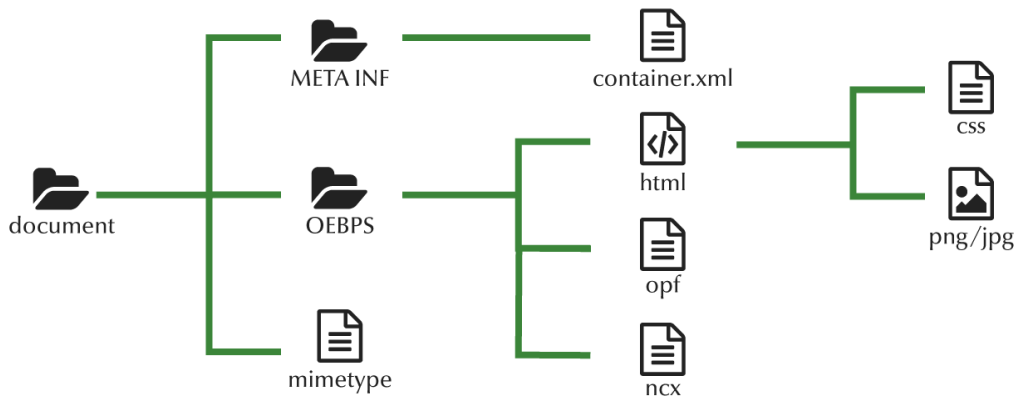 META INF
container.xml
css
html
document
OEBPS
png/jpg
opf
mimetype
ncx